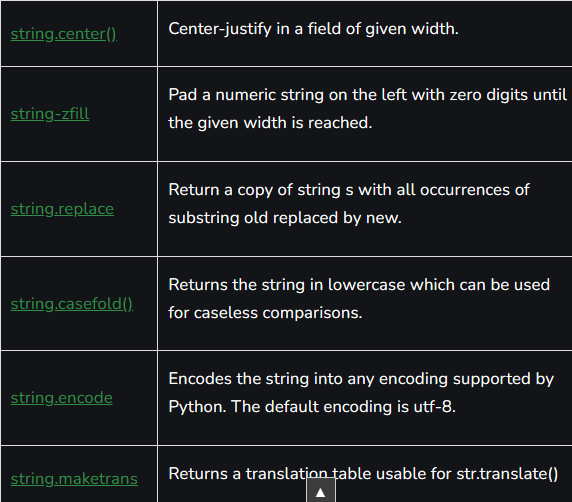 string.center()
Center-justify in a field of given width.
string-zfill
Pad a numeric string on the left with zero digits until
the given width is reached.
string.replace
Return a copy of string s with all occurrences of
substring old replaced by new.
string.casefold()
Returns the string in lowercase which can be used
for caseless comparisons.
string.encode
Encodes the string into any encoding supported by
Python. The default encoding is utf-8.
string.maketrans
Returns a translation table usable for str.translate()